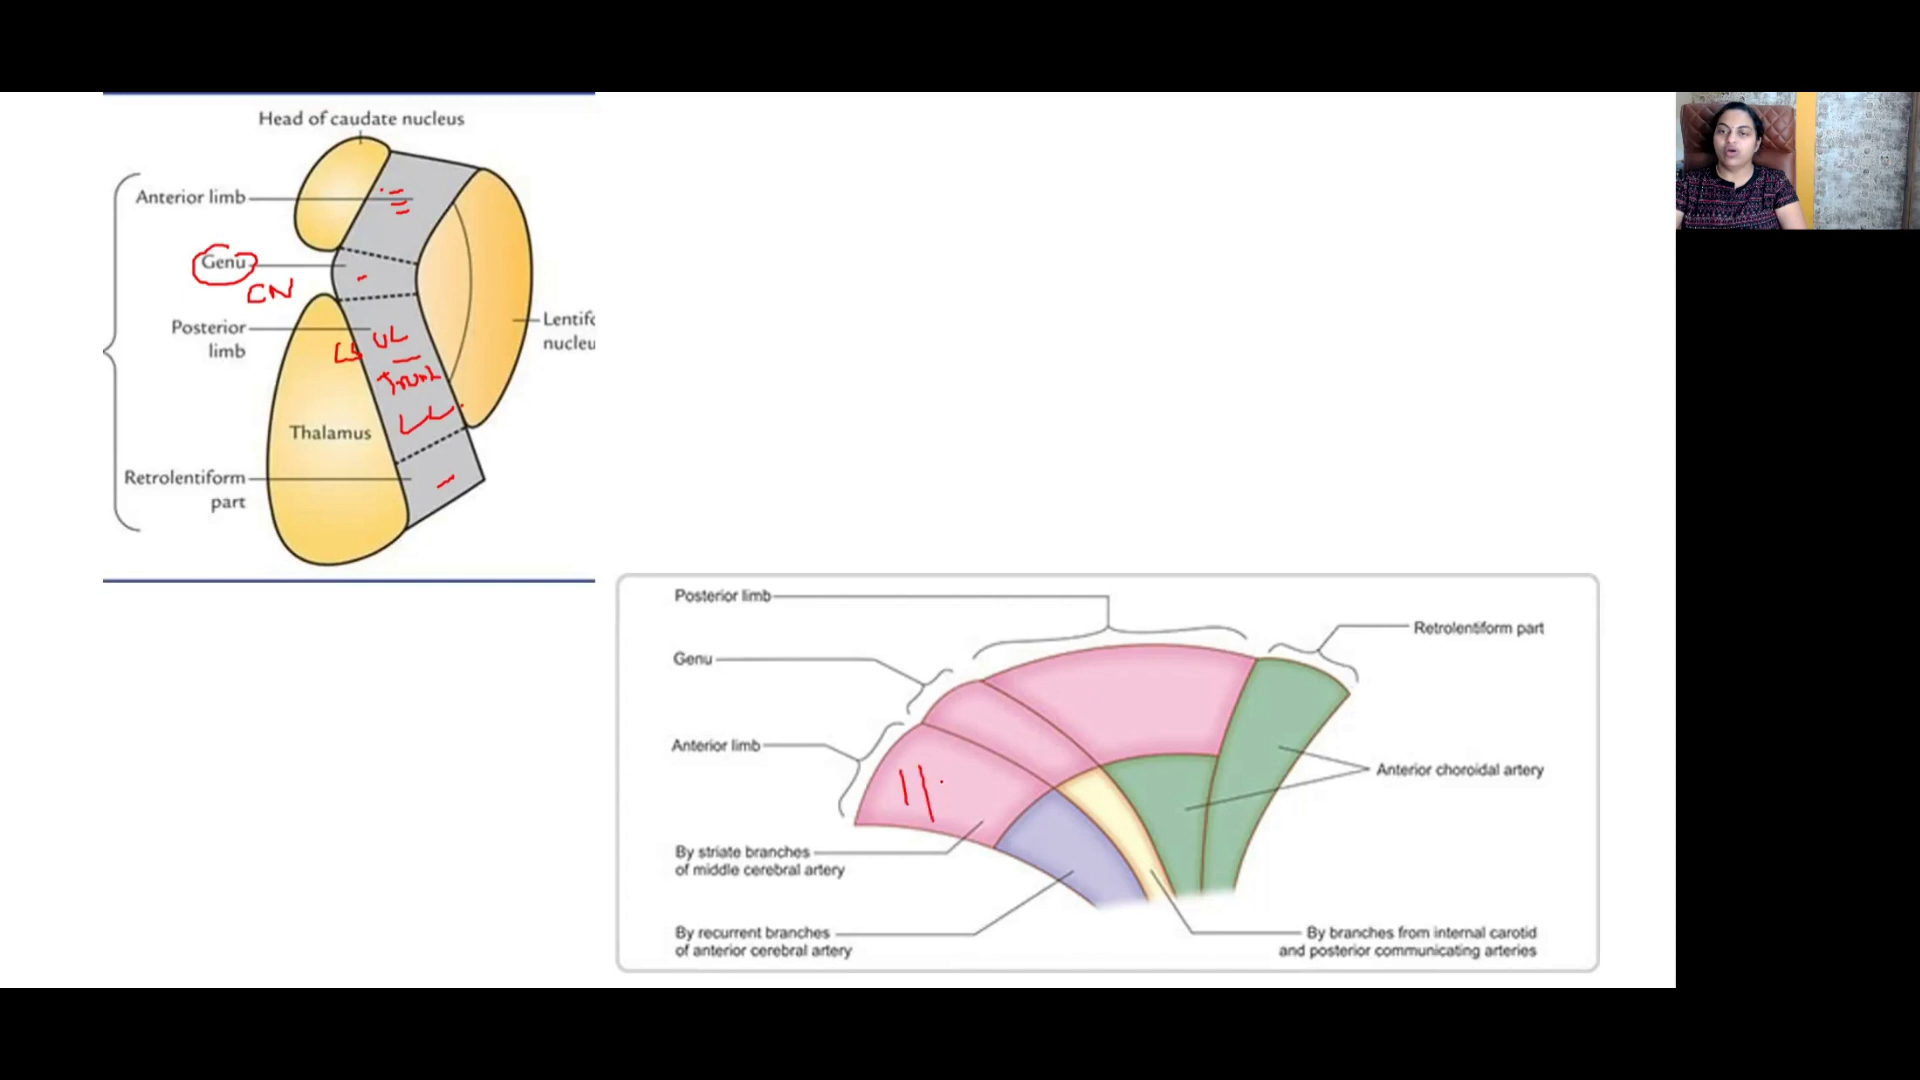 Head of caudate nucleus
Anterior limb
Genu
CN
Posterior
limb
UL
Trunk
LL
Lentifo
nucleu
Thalamus
Retrolentiform
part
Posterior limb
Retrolentiform part
Genu
Anterior limb
Anterior choroidal artery
By striate branches
of middle cerebral artery
By recurrent branches
of anterior cerebral artery
By branches from internal carotid
and posterior communicating arteries